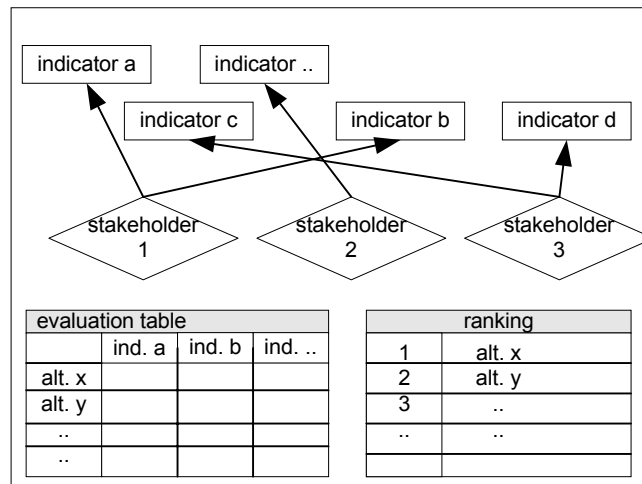 indicator a
indicator ..
indicator c
indicator b
indicator d
stakeholder
1
stakeholder
2
stakeholder
3
evaluation table
ind. a ind. b ind. ..
alt. x
alt. y
..
..
ranking
1 alt. x
2 alt. y
3 ..
.. ..